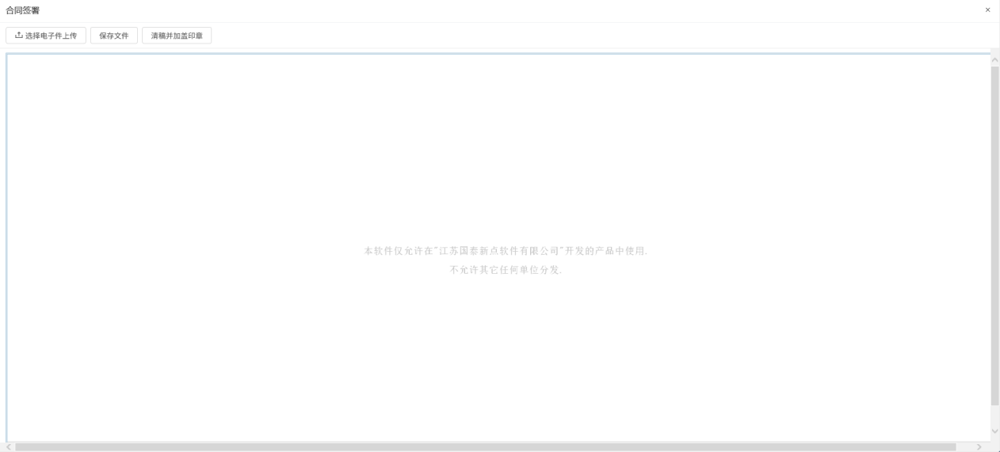 合同签署
×
选择电子件上传 保存文件 清稿并加盖印章
本软件仅允许在"江苏国泰新点软件有限公司"开发的产品中使用.
不允许其它任何单位分发.